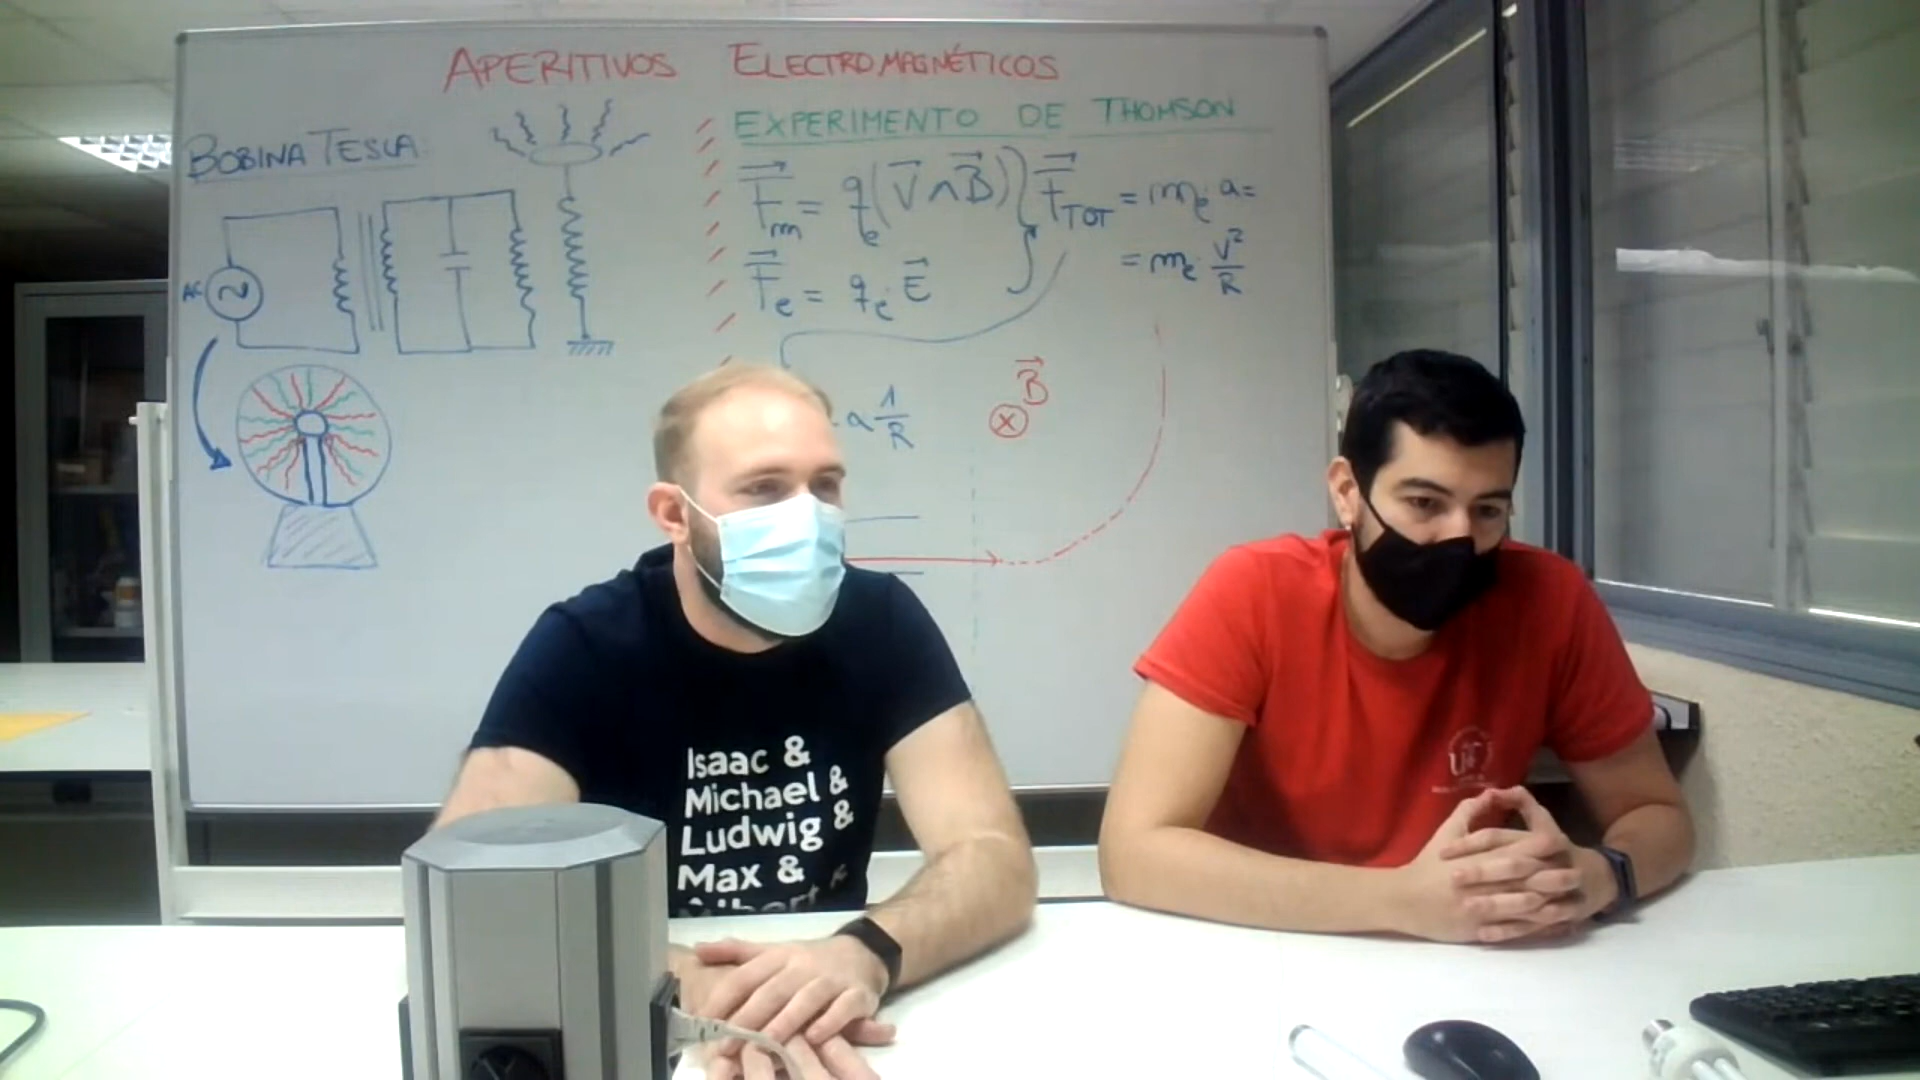 APERITIVOS ELECTROMAGNÉTICOS
BOBINA TESLA
AC
EXPERIMENTO DE THOMSON
F⃗m = qe(V⃗ ∧ B⃗) } F⃗TOT = me a =
= me V²/R
F⃗e = qe E⃗
a 1/R
B⃗
Isaac &
Michael &
Ludwig &
Max &
Albert &